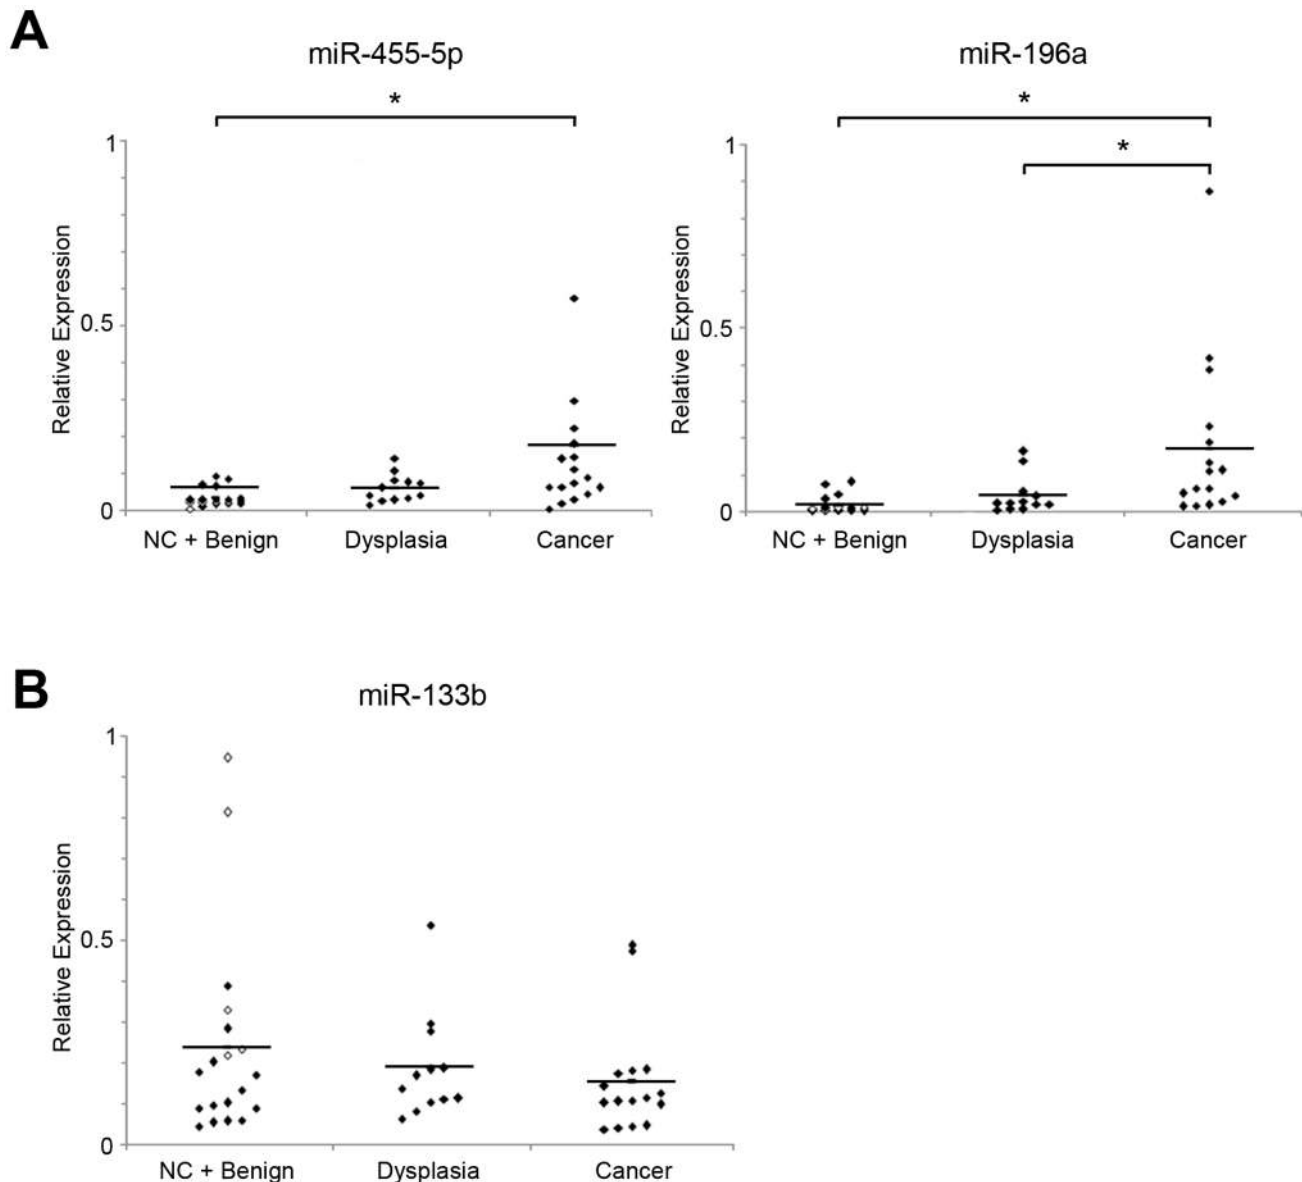 A
miR-455-5p
miR-196a
*
*
*
1
0.5
0
Relative Expression
NC + Benign
Dysplasia
Cancer
1
0.5
0
Relative Expression
NC + Benign
Dysplasia
Cancer
B
miR-133b
1
0.5
0
Relative Expression
NC + Benign
Dysplasia
Cancer